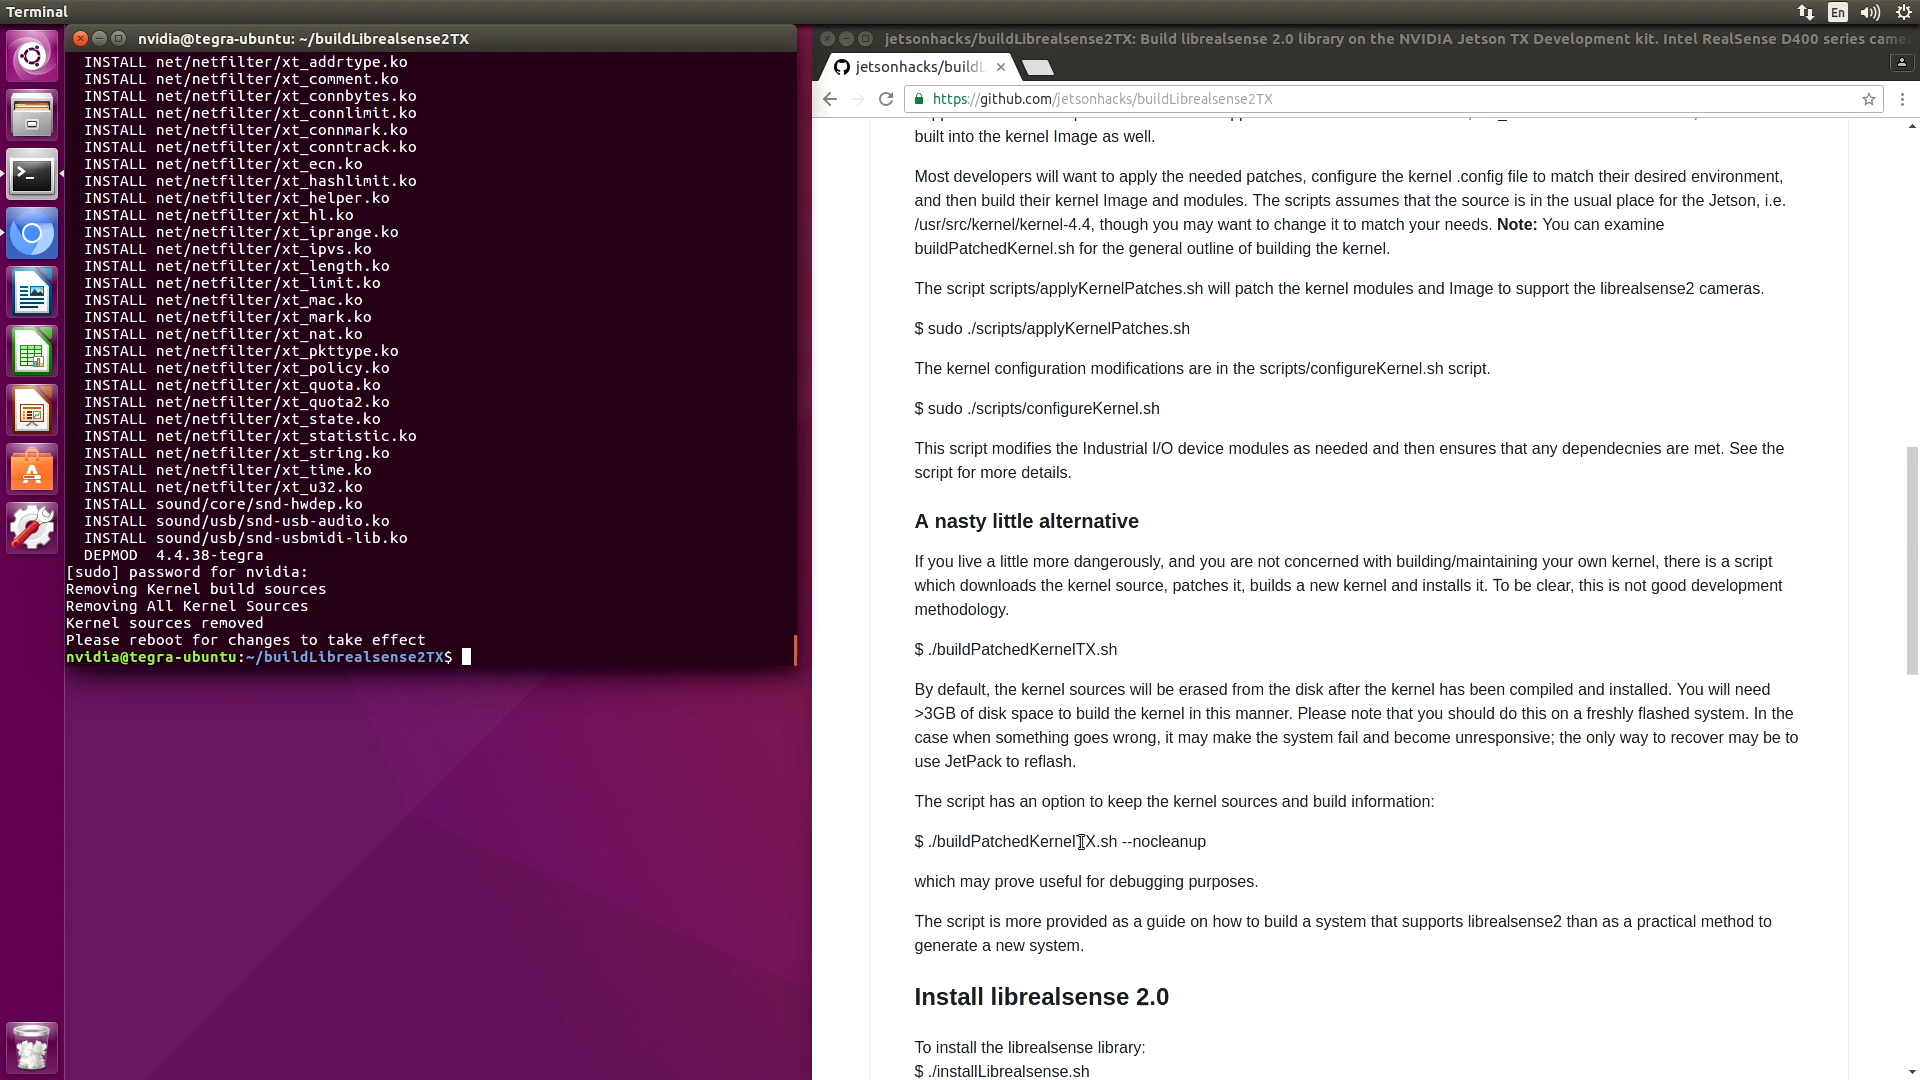 Terminal
En
nvidia@tegra-ubuntu: ~/buildLibrealsense2TX
INSTALL net/netfilter/xt_addrtype.ko
INSTALL net/netfilter/xt_comment.ko
INSTALL net/netfilter/xt_connbytes.ko
INSTALL net/netfilter/xt_connlimit.ko
INSTALL net/netfilter/xt_connmark.ko
INSTALL net/netfilter/xt_conntrack.ko
INSTALL net/netfilter/xt_ecn.ko
INSTALL net/netfilter/xt_hashlimit.ko
INSTALL net/netfilter/xt_helper.ko
INSTALL net/netfilter/xt_hl.ko
INSTALL net/netfilter/xt_iprange.ko
INSTALL net/netfilter/xt_ipvs.ko
INSTALL net/netfilter/xt_length.ko
INSTALL net/netfilter/xt_limit.ko
INSTALL net/netfilter/xt_mac.ko
INSTALL net/netfilter/xt_mark.ko
INSTALL net/netfilter/xt_nat.ko
INSTALL net/netfilter/xt_pkttype.ko
INSTALL net/netfilter/xt_policy.ko
INSTALL net/netfilter/xt_quota.ko
INSTALL net/netfilter/xt_quota2.ko
INSTALL net/netfilter/xt_state.ko
INSTALL net/netfilter/xt_statistic.ko
INSTALL net/netfilter/xt_string.ko
INSTALL net/netfilter/xt_time.ko
INSTALL net/netfilter/xt_u32.ko
INSTALL sound/core/snd-hwdep.ko
INSTALL sound/usb/snd-usb-audio.ko
INSTALL sound/usb/snd-usbmidi-lib.ko
DEPMOD  4.4.38-tegra
[sudo] password for nvidia:
Removing Kernel build sources
Removing All Kernel Sources
Kernel sources removed
Please reboot for changes to take effect
nvidia@tegra-ubuntu:~/buildLibrealsense2TX$
jetsonhacks/buildLibrealsense2TX: Build librealsense 2.0 library on the NVIDIA Jetson TX Development kit. Intel RealSense D400 series came
jetsonhacks/buildL
https://github.com/jetsonhacks/buildLibrealsense2TX
built into the kernel Image as well.
Most developers will want to apply the needed patches, configure the kernel .config file to match their desired environment,
and then build their kernel Image and modules. The scripts assumes that the source is in the usual place for the Jetson, i.e.
/usr/src/kernel/kernel-4.4, though you may want to change it to match your needs. Note: You can examine
buildPatchedKernel.sh for the general outline of building the kernel.
The script scripts/applyKernelPatches.sh will patch the kernel modules and Image to support the librealsense2 cameras.
$ sudo ./scripts/applyKernelPatches.sh
The kernel configuration modifications are in the scripts/configureKernel.sh script.
$ sudo ./scripts/configureKernel.sh
This script modifies the Industrial I/O device modules as needed and then ensures that any dependecnies are met. See the
script for more details.
A nasty little alternative
If you live a little more dangerously, and you are not concerned with building/maintaining your own kernel, there is a script
which downloads the kernel source, patches it, builds a new kernel and installs it. To be clear, this is not good development
methodology.
$ ./buildPatchedKernelTX.sh
By default, the kernel sources will be erased from the disk after the kernel has been compiled and installed. You will need
>3GB of disk space to build the kernel in this manner. Please note that you should do this on a freshly flashed system. In the
case when something goes wrong, it may make the system fail and become unresponsive; the only way to recover may be to
use JetPack to reflash.
The script has an option to keep the kernel sources and build information:
$ ./buildPatchedKernelTX.sh --nocleanup
which may prove useful for debugging purposes.
The script is more provided as a guide on how to build a system that supports librealsense2 than as a practical method to
generate a new system.
Install librealsense 2.0
To install the librealsense library:
$ ./installLibrealsense.sh